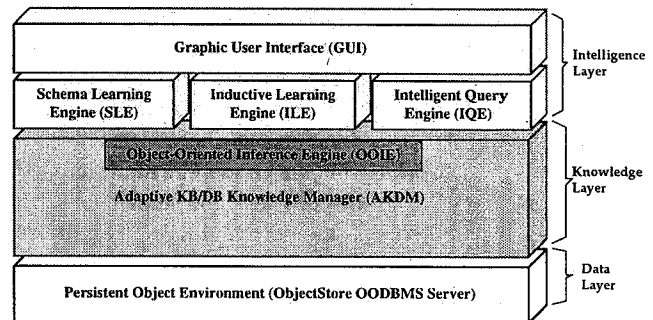 Graphic User Interface (GUI)
Intelligence
Layer
Schema Learning
Engine (SLE)
Inductive Learning
Engine (ILE)
Intelligent Query
Engine (IQE)
Object-Oriented Inference Engine (OOIE)
Adaptive KB/DB Knowledge Manager (AKDM)
Knowledge
Layer
Persistent Object Environment (ObjectStore OODBMS Server)
Data
Layer